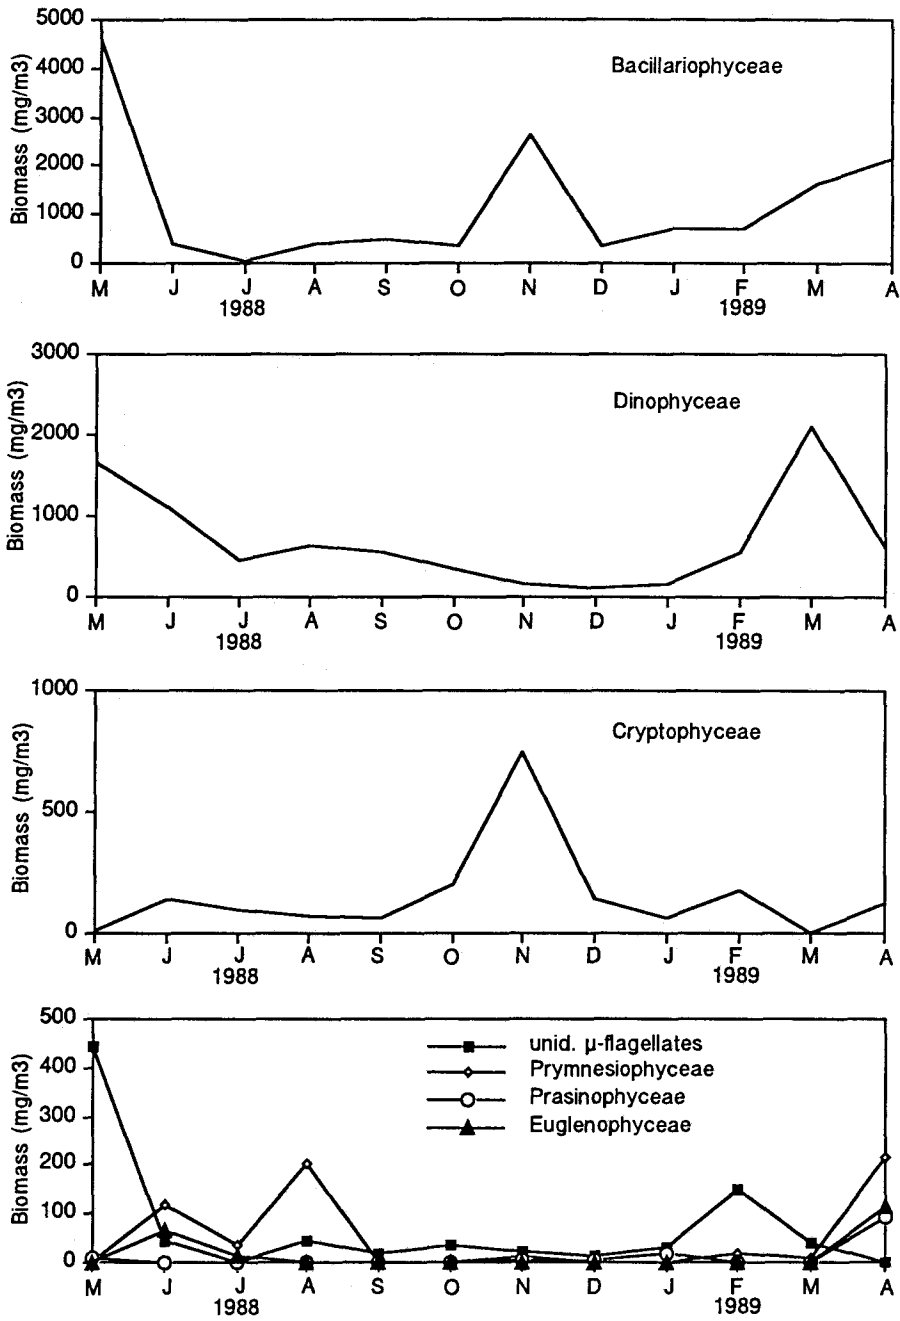 Bacillariophyceae
Biomass (mg/m3)
5000
4000
3000
2000
1000
0
M J J A S O N D J F M A
1988 1989
Dinophyceae
Biomass (mg/m3)
3000
2000
1000
0
M J J A S O N D J F M A
1988 1989
Cryptophyceae
Biomass (mg/m3)
1000
500
0
M J J A S O N D J F M A
1988 1989
unid. µ-flagellates
Prymnesiophyceae
Prasinophyceae
Euglenophyceae
Biomass (mg/m3)
500
400
300
200
100
0
M J J A S O N D J F M A
1988 1989